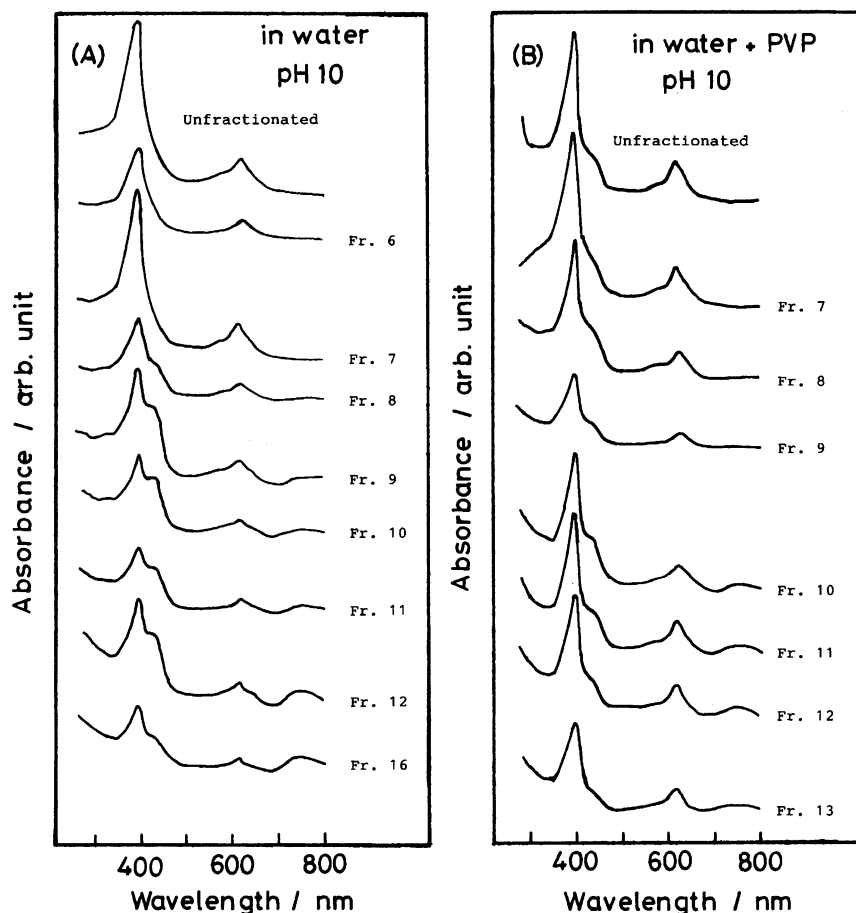 (A)
in water
pH 10
Unfractionated
Fr. 6
Fr. 7
Fr. 8
Fr. 9
Fr. 10
Fr. 11
Fr. 12
Fr. 16
Absorbance / arb. unit
400 600 800
Wavelength / nm
(B)
in water + PVP
pH 10
Unfractionated
Fr. 7
Fr. 8
Fr. 9
Fr. 10
Fr. 11
Fr. 12
Fr. 13
Absorbance / arb. unit
400 600 800
Wavelength / nm